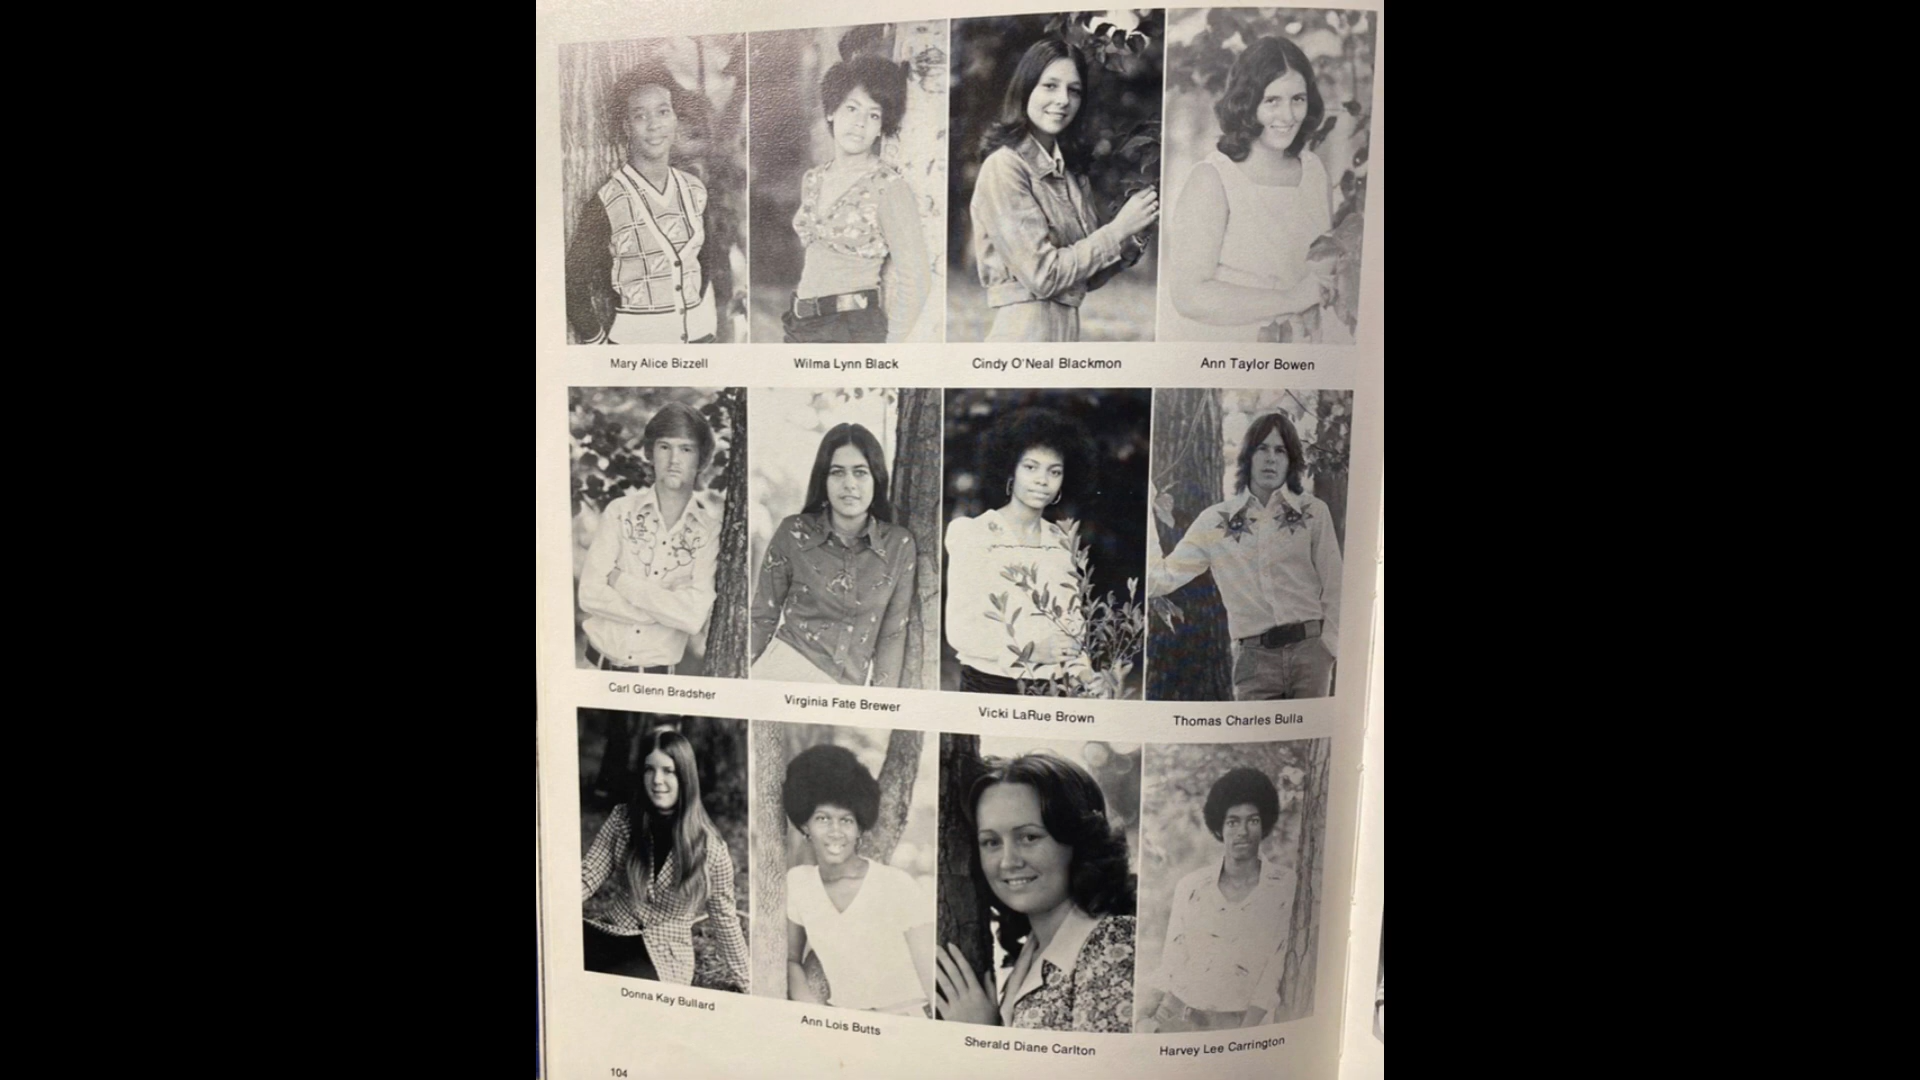 Mary Alice Bizzell
Wilma Lynn Black
Cindy O'Neal Blackmon
Ann Taylor Bowen
Carl Glenn Bradsher
Virginia Fate Brewer
Vicki LaRue Brown
Thomas Charles Bulla
Donna Kay Bullard
Ann Lois Butts
Sherald Diane Carlton
Harvey Lee Carrington
104